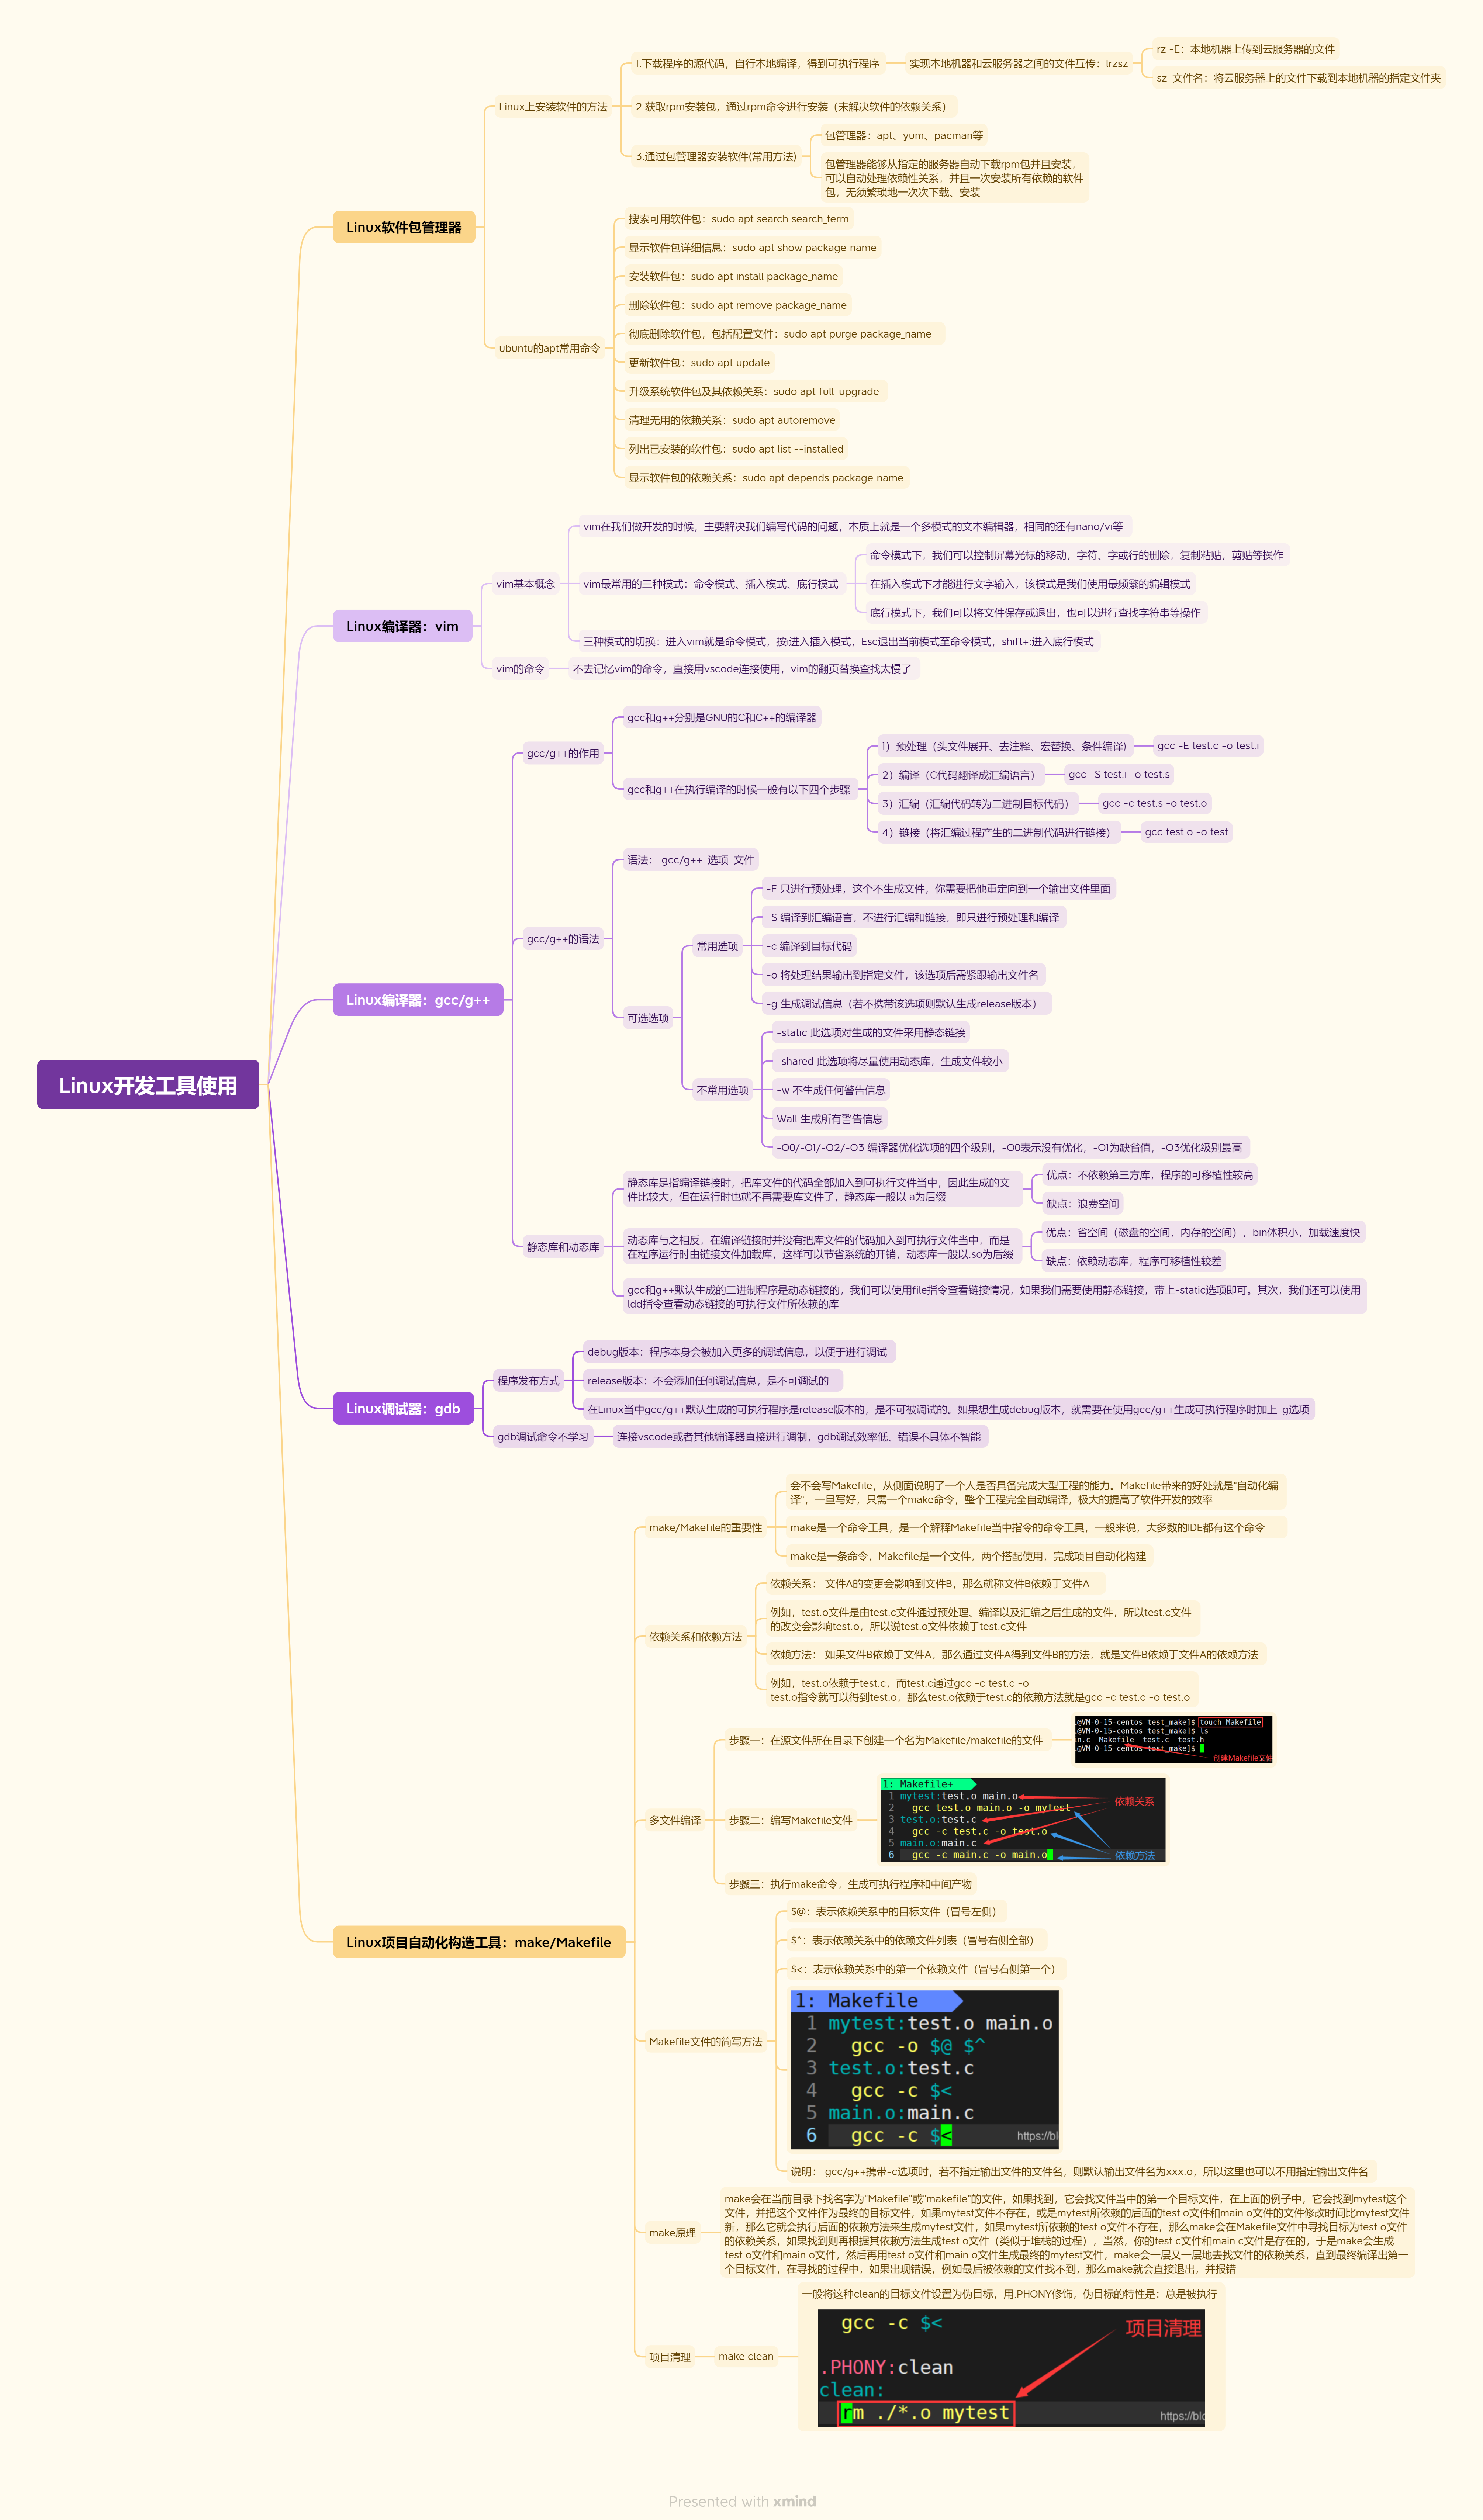 Linux开发工具使用
Linux软件包管理器
Linux上安装软件的方法
1.下载程序的源代码，自行本地编译，得到可执行程序
实现本地机器和云服务器之间的文件互传：lrzsz
rz -E：本地机器上传到云服务器的文件
sz 文件名：将云服务器上的文件下载到本地机器的指定文件夹
2.获取rpm安装包，通过rpm命令进行安装（未解决软件的依赖关系）
3.通过包管理器安装软件(常用方法)
包管理器：apt、yum、pacman等
包管理器能够从指定的服务器自动下载rpm包并且安装，
可以自动处理依赖性关系，并且一次安装所有依赖的软件
包，无须繁琐地一次次下载、安装
ubuntu的apt常用命令
搜索可用软件包：sudo apt search search_term
显示软件包详细信息：sudo apt show package_name
安装软件包：sudo apt install package_name
删除软件包：sudo apt remove package_name
彻底删除软件包，包括配置文件：sudo apt purge package_name
更新软件包：sudo apt update
升级系统软件包及其依赖关系：sudo apt full-upgrade
清理无用的依赖关系：sudo apt autoremove
列出已安装的软件包：sudo apt list --installed
显示软件包的依赖关系：sudo apt depends package_name
Linux编译器：vim
vim基本概念
vim在我们做开发的时候，主要解决我们编写代码的问题，本质上就是一个多模式的文本编辑器，相同的还有nano/vi等
vim最常用的三种模式：命令模式、插入模式、底行模式
命令模式下，我们可以控制屏幕光标的移动，字符、字或行的删除，复制粘贴，剪贴等操作
在插入模式下才能进行文字输入，该模式是我们使用最频繁的编辑模式
底行模式下，我们可以将文件保存或退出，也可以进行查找字符串等操作
三种模式的切换：进入vim就是命令模式，按i进入插入模式，Esc退出当前模式至命令模式，shift+:进入底行模式
vim的命令
不去记忆vim的命令，直接用vscode连接使用，vim的翻页替换查找太慢了
Linux编译器：gcc/g++
gcc/g++的作用
gcc和g++分别是GNU的C和C++的编译器
gcc和g++在执行编译的时候一般有以下四个步骤
1）预处理（头文件展开、去注释、宏替换、条件编译)
gcc -E test.c -o test.i
2）编译（C代码翻译成汇编语言）
gcc -S test.i -o test.s
3）汇编（汇编代码转为二进制目标代码）
gcc -c test.s -o test.o
4）链接（将汇编过程产生的二进制代码进行链接）
gcc test.o -o test
gcc/g++的语法
语法： gcc/g++ 选项 文件
可选选项
常用选项
-E 只进行预处理，这个不生成文件，你需要把他重定向到一个输出文件里面
-S 编译到汇编语言，不进行汇编和链接，即只进行预处理和编译
-c 编译到目标代码
-o 将处理结果输出到指定文件，该选项后需紧跟输出文件名
-g 生成调试信息（若不携带该选项则默认生成release版本）
不常用选项
-static 此选项对生成的文件采用静态链接
-shared 此选项将尽量使用动态库，生成文件较小
-w 不生成任何警告信息
Wall 生成所有警告信息
-O0/-O1/-O2/-O3 编译器优化选项的四个级别，-O0表示没有优化，-O1为缺省值，-O3优化级别最高
静态库和动态库
静态库是指编译链接时，把库文件的代码全部加入到可执行文件当中，因此生成的文
件比较大，但在运行时也就不再需要库文件了，静态库一般以.a为后缀
优点：不依赖第三方库，程序的可移植性较高
缺点：浪费空间
动态库与之相反，在编译链接时并没有把库文件的代码加入到可执行文件当中，而是
在程序运行时由链接文件加载库，这样可以节省系统的开销，动态库一般以.so为后缀
优点：省空间（磁盘的空间，内存的空间），bin体积小，加载速度快
缺点：依赖动态库，程序可移植性较差
gcc和g++默认生成的二进制程序是动态链接的，我们可以使用file指令查看链接情况，如果我们需要使用静态链接，带上-static选项即可。其次，我们还可以使用
ldd指令查看动态链接的可执行文件所依赖的库
Linux调试器：gdb
程序发布方式
debug版本：程序本身会被加入更多的调试信息，以便于进行调试
release版本：不会添加任何调试信息，是不可调试的
在Linux当中gcc/g++默认生成的可执行程序是release版本的，是不可被调试的。如果想生成debug版本，就需要在使用gcc/g++生成可执行程序时加上-g选项
gdb调试命令不学习
连接vscode或者其他编译器直接进行调制，gdb调试效率低、错误不具体不智能
Linux项目自动化构造工具：make/Makefile
make/Makefile的重要性
会不会写Makefile，从侧面说明了一个人是否具备完成大型工程的能力。Makefile带来的好处就是“自动化编
译”，一旦写好，只需一个make命令，整个工程完全自动编译，极大的提高了软件开发的效率
make是一个命令工具，是一个解释Makefile当中指令的命令工具，一般来说，大多数的IDE都有这个命令
make是一条命令，Makefile是一个文件，两个搭配使用，完成项目自动化构建
依赖关系和依赖方法
依赖关系： 文件A的变更会影响到文件B，那么就称文件B依赖于文件A
例如，test.o文件是由test.c文件通过预处理、编译以及汇编之后生成的文件，所以test.c文件
的改变会影响test.o，所以说test.o文件依赖于test.c文件
依赖方法： 如果文件B依赖于文件A，那么通过文件A得到文件B的方法，就是文件B依赖于文件A的依赖方法
例如，test.o依赖于test.c，而test.c通过gcc -c test.c -o
test.o指令就可以得到test.o，那么test.o依赖于test.c的依赖方法就是gcc -c test.c -o test.o
多文件编译
步骤一：在源文件所在目录下创建一个名为Makefile/makefile的文件
@VM-0-15-centos test_make]$ touch Makefile
@VM-0-15-centos test_make]$ ls
n.c Makefile test.c test.h
@VM-0-15-centos test_make]$
创建Makefile文件
步骤二：编写Makefile文件
1: Makefile+
1 mytest:test.o main.o
2 gcc test.o main.o -o mytest
3 test.o:test.c
4 gcc -c test.c -o test.o
5 main.o:main.c
6 gcc -c main.c -o main.o
依赖关系
依赖方法
步骤三：执行make命令，生成可执行程序和中间产物
Makefile文件的简写方法
$@：表示依赖关系中的目标文件（冒号左侧）
$^：表示依赖关系中的依赖文件列表（冒号右侧全部）
$<：表示依赖关系中的第一个依赖文件（冒号右侧第一个）
1: Makefile
1 mytest:test.o main.o
2 gcc -o $@ $^
3 test.o:test.c
4 gcc -c $<
5 main.o:main.c
6 gcc -c $<
https://bl
说明： gcc/g++携带-c选项时，若不指定输出文件的文件名，则默认输出文件名为xxx.o，所以这里也可以不用指定输出文件名
make原理
make会在当前目录下找名字为“Makefile”或“makefile”的文件，如果找到，它会找文件当中的第一个目标文件，在上面的例子中，它会找到mytest这个
文件，并把这个文件作为最终的目标文件，如果mytest文件不存在，或是mytest所依赖的后面的test.o文件和main.o文件的文件修改时间比mytest文件
新，那么它就会执行后面的依赖方法来生成mytest文件，如果mytest所依赖的test.o文件不存在，那么make会在Makefile文件中寻找目标为test.o文件
的依赖关系，如果找到则再根据其依赖方法生成test.o文件（类似于堆栈的过程），当然，你的test.c文件和main.c文件是存在的，于是make会生成
test.o文件和main.o文件，然后再用test.o文件和main.o文件生成最终的mytest文件，make会一层又一层地去找文件的依赖关系，直到最终编译出第一
个目标文件，在寻找的过程中，如果出现错误，例如最后被依赖的文件找不到，那么make就会直接退出，并报错
项目清理
make clean
一般将这种clean的目标文件设置为伪目标，用.PHONY修饰，伪目标的特性是：总是被执行
gcc -c $<
项目清理
.PHONY:clean
clean:
rm ./*.o mytest
https://blo
Presented with xmind